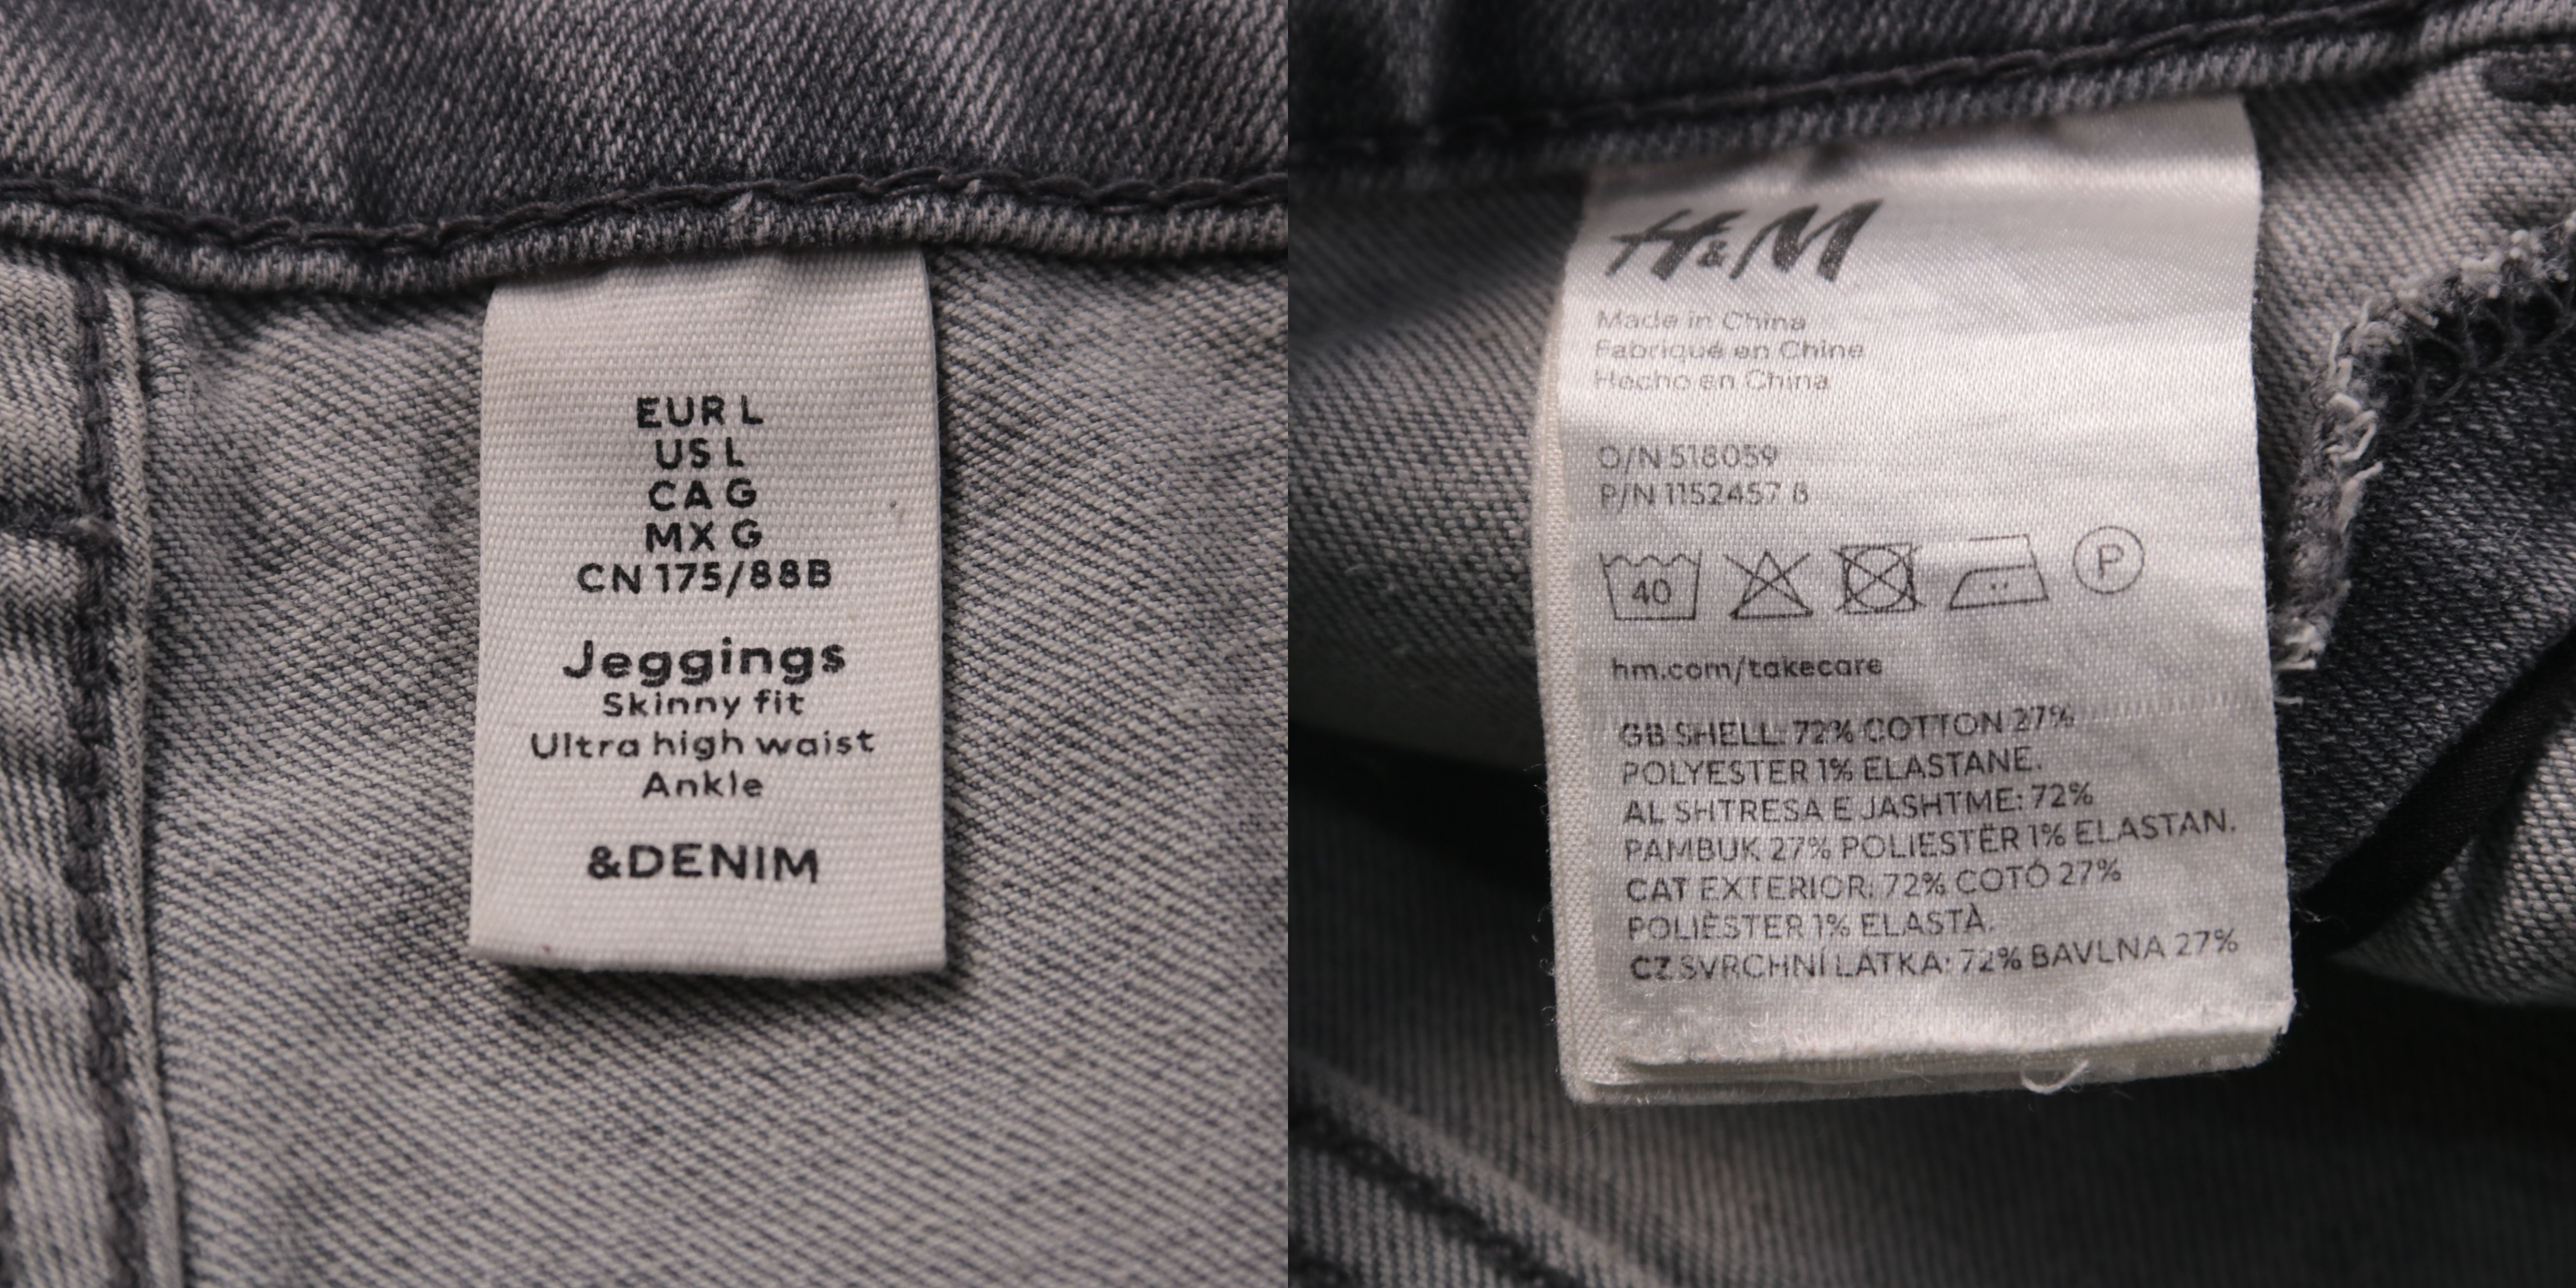 EUR L
US L
CA G
MX G
CN 175/88B
Jeggings
Skinny fit
Ultra high waist
Ankle
&DENIM
H&M
Made in China
Fabriqué en Chine
Hecho en China
O/N 518059
P/N 1152457 8
40
P
hm.com/takecare
GB SHELL: 72% COTTON 27%
POLYESTER 1% ELASTANE.
AL SHTRESA E JASHTME: 72%
PAMBUK 27% POLIESTËR 1% ELASTAN.
CAT EXTERIOR: 72% COTÓ 27%
POLIÈSTER 1% ELASTÀ.
CZ SVRCHNÍ LÁTKA: 72% BAVLNA 27%